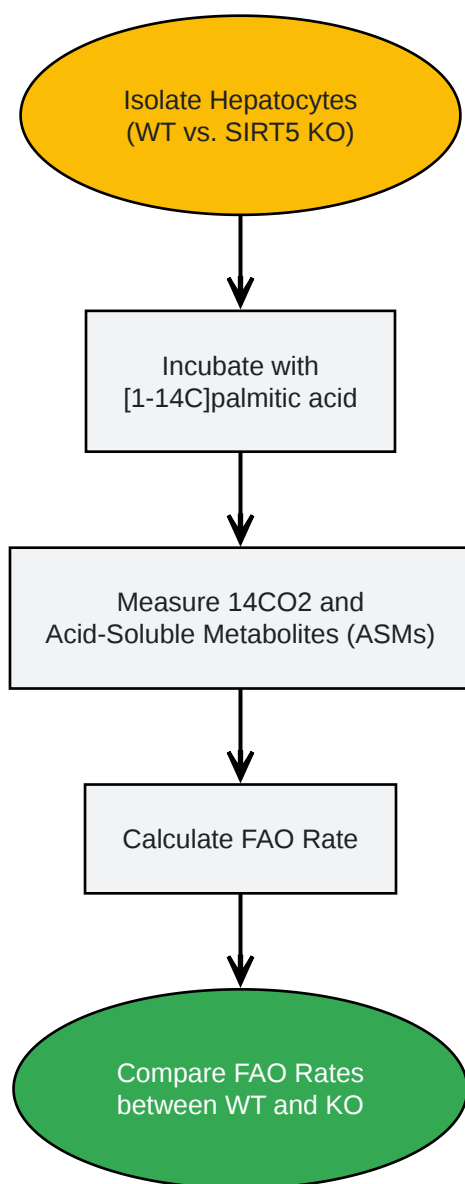 Isolate Hepatocytes
(WT vs. SIRT5 KO)
Incubate with
[1-14C]palmitic acid
Measure 14CO2 and
Acid-Soluble Metabolites (ASMs)
Calculate FAO Rate
Compare FAO Rates
between WT and KO